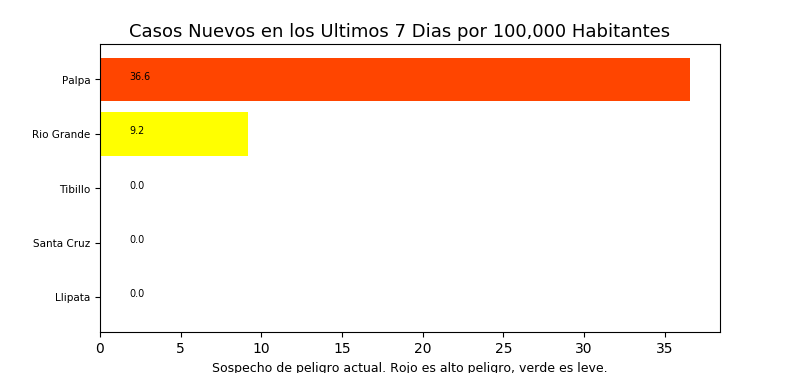 Casos Nuevos en los Ultimos 7 Dias por 100,000 Habitantes
Palpa 36.6
Rio Grande 9.2
Tibillo 0.0
Santa Cruz 0.0
Llipata 0.0
0 5 10 15 20 25 30 35
Sospecho de peligro actual. Rojo es alto peligro, verde es leve.